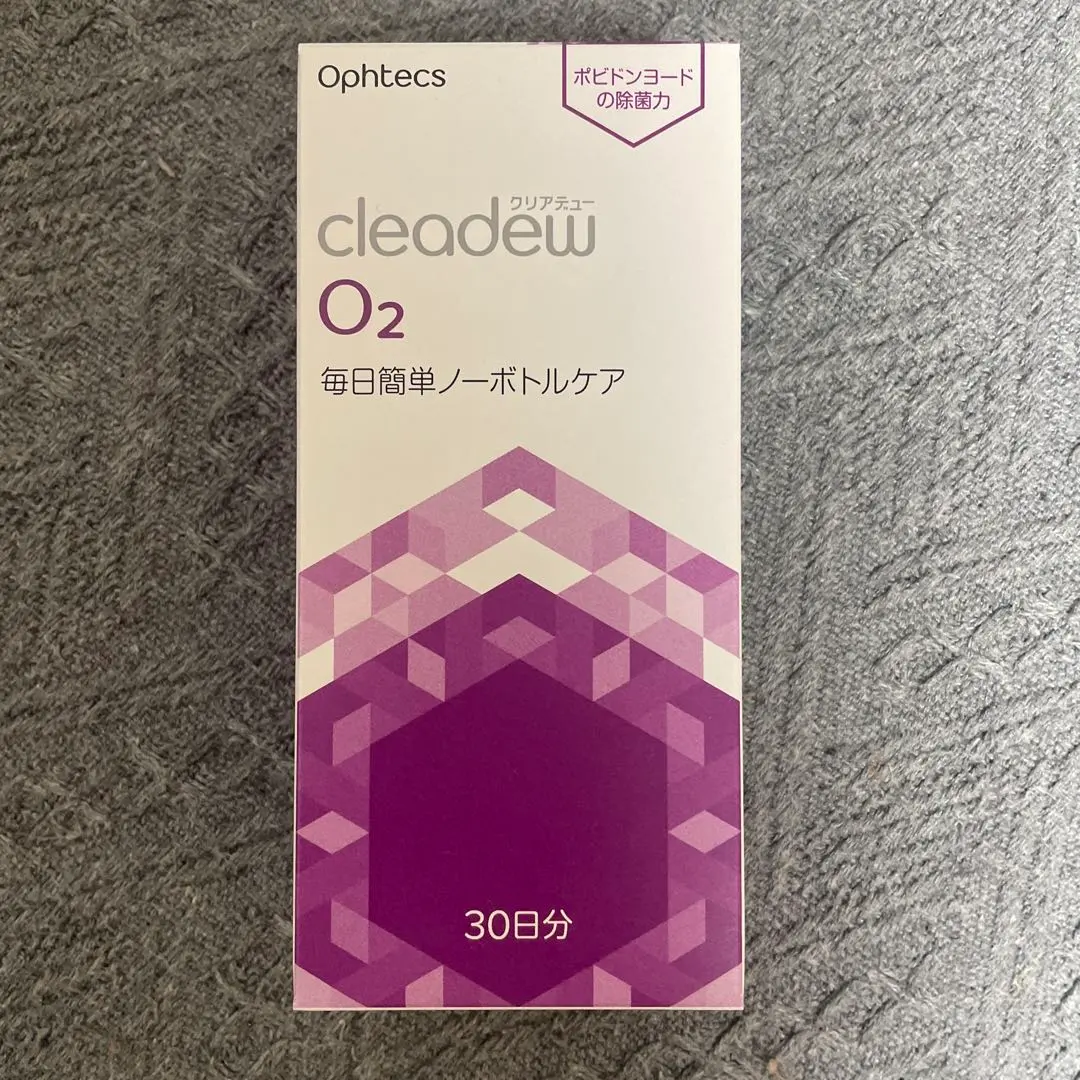 Ophtecs
ポビドンヨード
の除菌力
クリアデュー
cleadew
O₂
毎日簡単ノーボトルケア
30日分